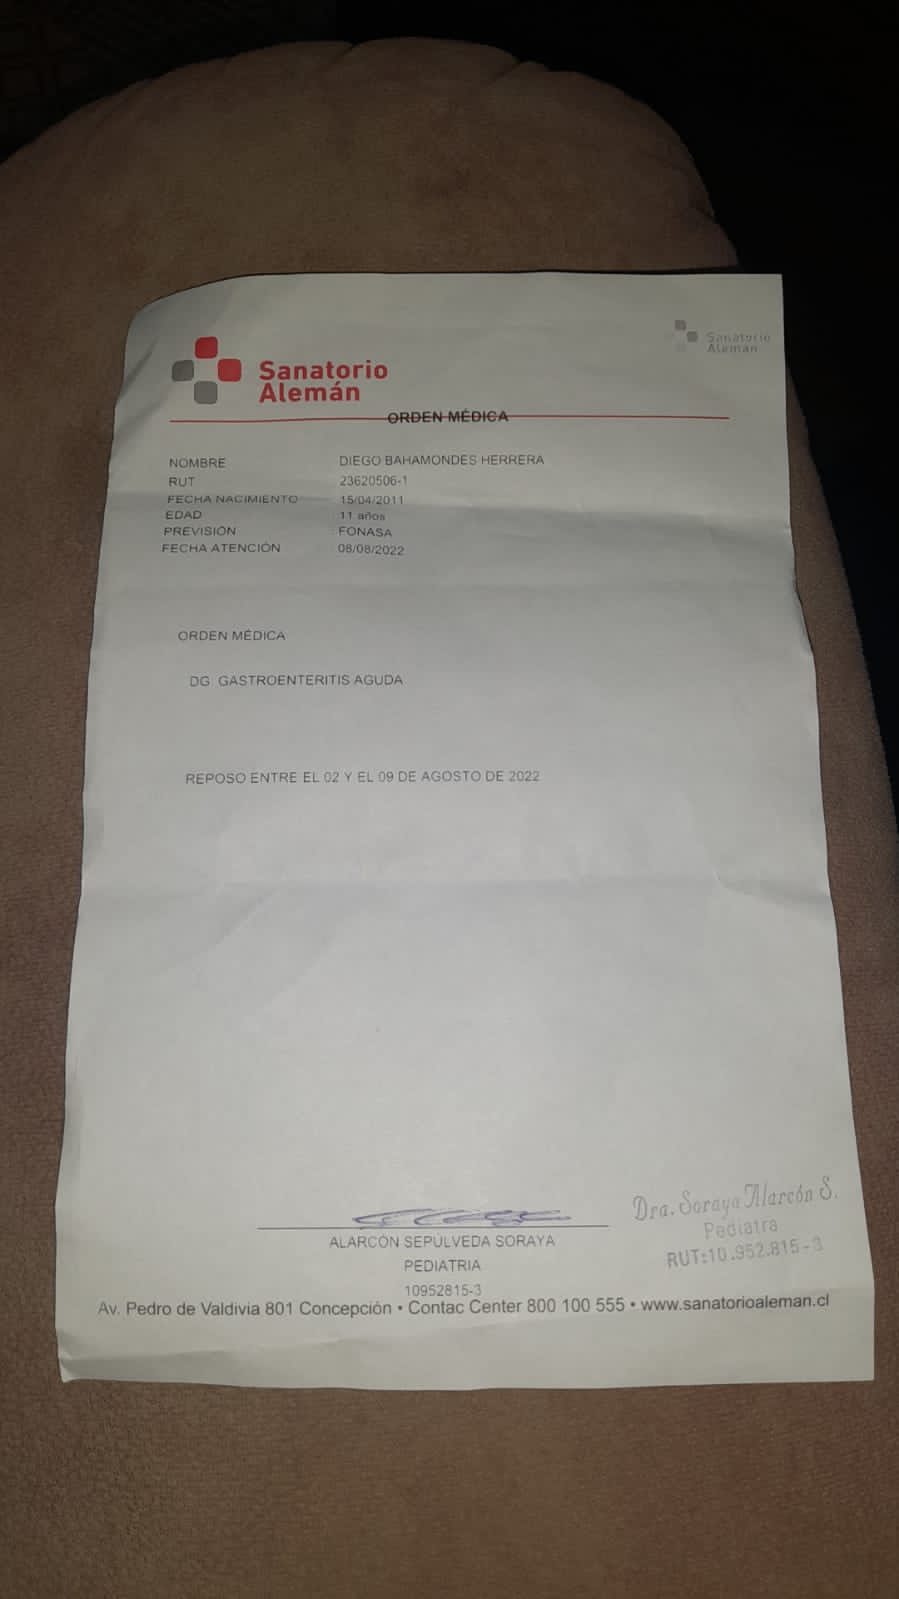 Sanatorio
Alemán
Sanatorio
Alemán
ORDEN MÉDICA
NOMBRE DIEGO BAHAMONDES HERRERA
RUT 23620506-1
FECHA NACIMIENTO 15/04/2011
EDAD 11 años
PREVISIÓN FONASA
FECHA ATENCIÓN 08/08/2022
ORDEN MÉDICA
DG GASTROENTERITIS AGUDA
REPOSO ENTRE EL 02 Y EL 09 DE AGOSTO DE 2022
ALARCÓN SEPÚLVEDA SORAYA
PEDIATRIA
10952815-3
Dra. Soraya Alarcón S.
Pediatra
RUT:10.952.815-3
Av. Pedro de Valdivia 801 Concepción • Contac Center 800 100 555 • www.sanatorioaleman.cl